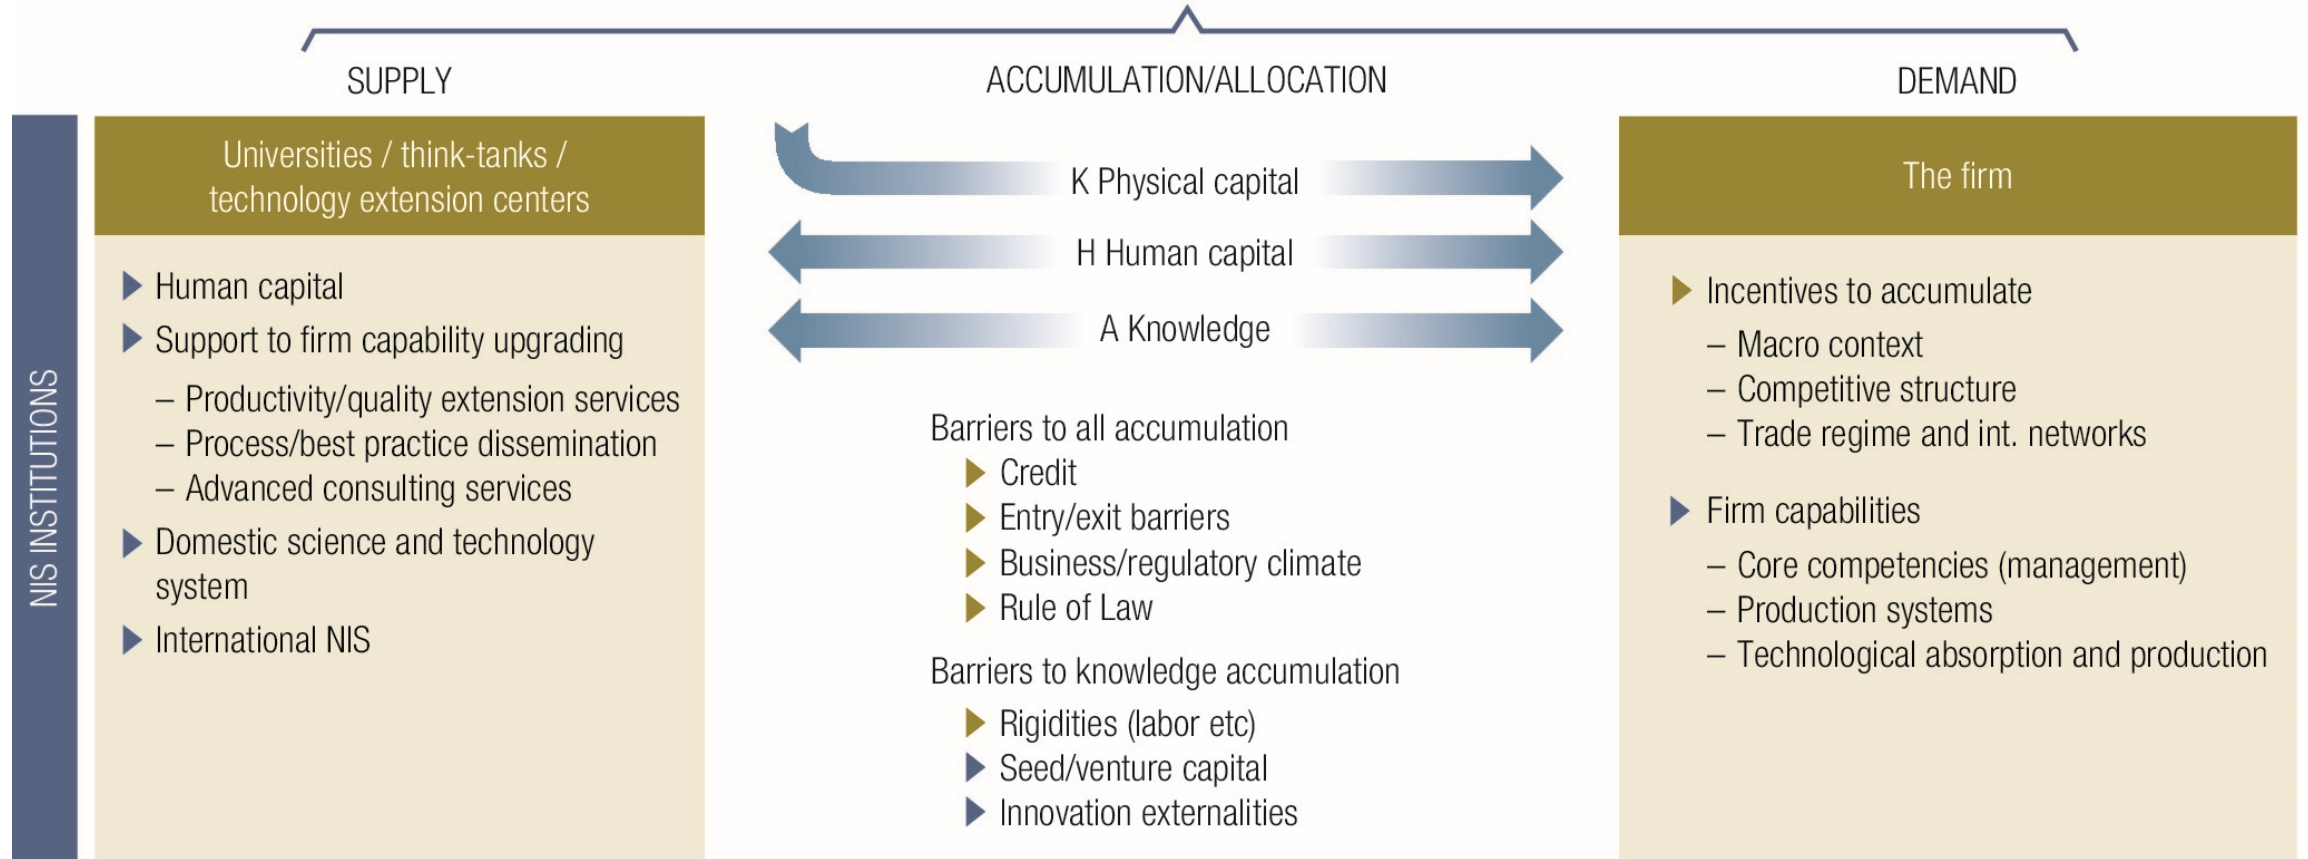 SUPPLY
ACCUMULATION/ALLOCATION
DEMAND
NIS INSTITUTIONS
Universities / think-tanks /
technology extension centers
Human capital
Support to firm capability upgrading
– Productivity/quality extension services
– Process/best practice dissemination
– Advanced consulting services
Domestic science and technology
system
International NIS
K Physical capital
H Human capital
A Knowledge
Barriers to all accumulation
Credit
Entry/exit barriers
Business/regulatory climate
Rule of Law
Barriers to knowledge accumulation
Rigidities (labor etc)
Seed/venture capital
Innovation externalities
The firm
Incentives to accumulate
– Macro context
– Competitive structure
– Trade regime and int. networks
Firm capabilities
– Core competencies (management)
– Production systems
– Technological absorption and production